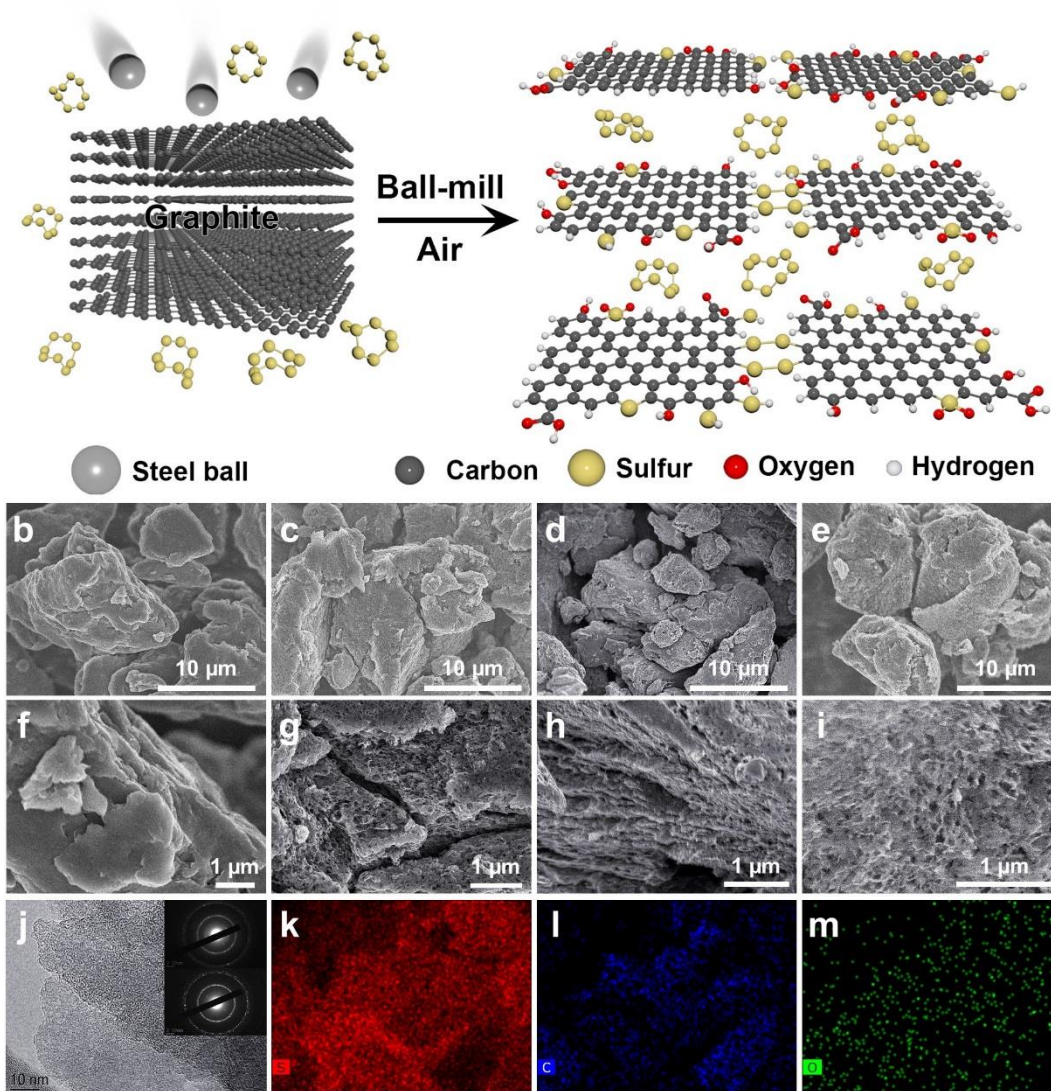 Graphite
Ball-mill
Air
Steel ball
Carbon
Sulfur
Oxygen
Hydrogen
b
c
d
e
10 µm
10 µm
10 µm
10 µm
f
g
h
i
1 µm
1 µm
1 µm
1 µm
j
k
l
m
10 nm
S
C
O